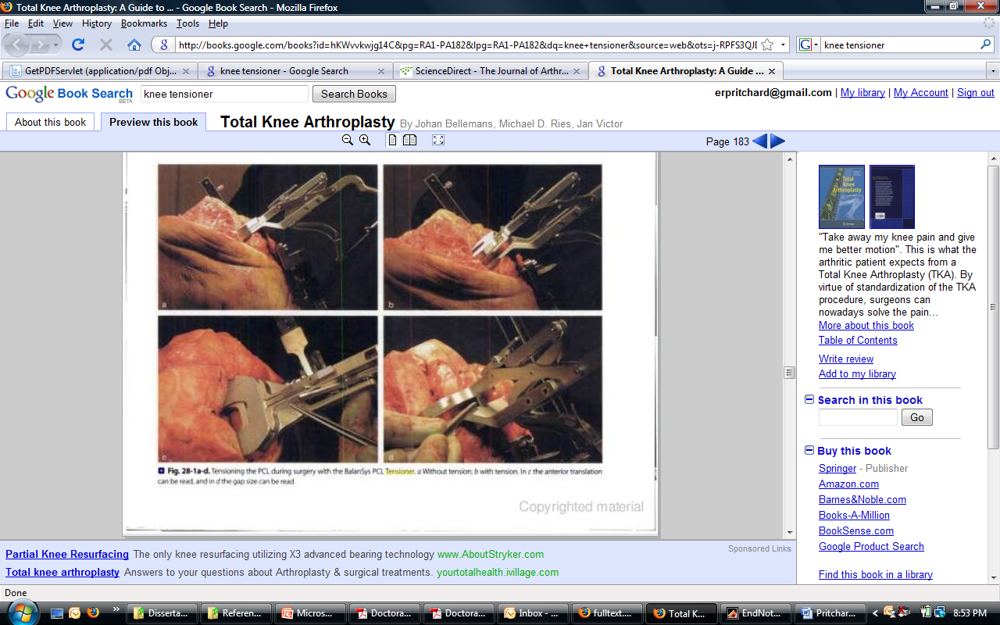 Total Knee Arthroplasty: A Guide to ... - Google Book Search - Mozilla Firefox
File Edit View History Bookmarks Tools Help
http://books.google.com/books?id=hKWvvkwjg14C&pg=RA1-PA182&lpg=RA1-PA182&dq=knee+tensioner&source=web&ots=j-RPFS3QJD
knee tensioner
GetPDFServlet (application/pdf Obj...
knee tensioner - Google Search
ScienceDirect - The Journal of Arthr...
Total Knee Arthroplasty: A Guide ...
Google Book Search BETA
knee tensioner
Search Books
erpritchard@gmail.com | My library | My Account | Sign out
About this book
Preview this book
Total Knee Arthroplasty By Johan Bellemans, Michael D. Ries, Jan Victor
Page 183
a
b
c
d
Fig. 28-1a-d. Tensioning the PCL during surgery with the BalanSys PCL Tensioner. a Without tension; b with tension. In c the anterior translation
can be read, and in d the gap size can be read
Copyrighted material
Total
Knee
Arthroplasty
"Take away my knee pain and give
me better motion". This is what the
arthritic patient expects from a
Total Knee Arthroplasty (TKA). By
virtue of standardization of the TKA
procedure, surgeons can
nowadays solve the pain...
More about this book
Table of Contents
Write review
Add to my library
Search in this book
Go
Buy this book
Springer - Publisher
Amazon.com
Barnes&Noble.com
Books-A-Million
BookSense.com
Google Product Search
Find this book in a library
Sponsored Links
Partial Knee Resurfacing The only knee resurfacing utilizing X3 advanced bearing technology www.AboutStryker.com
Total knee arthroplasty Answers to your questions about Arthroplasty & surgical treatments. yourtotalhealth.ivillage.com
Done
Disserta...
Referen...
Micros...
Doctora...
Doctora...
Inbox - ...
fulltext....
Total K...
EndNot...
Pritchar...
8:53 PM